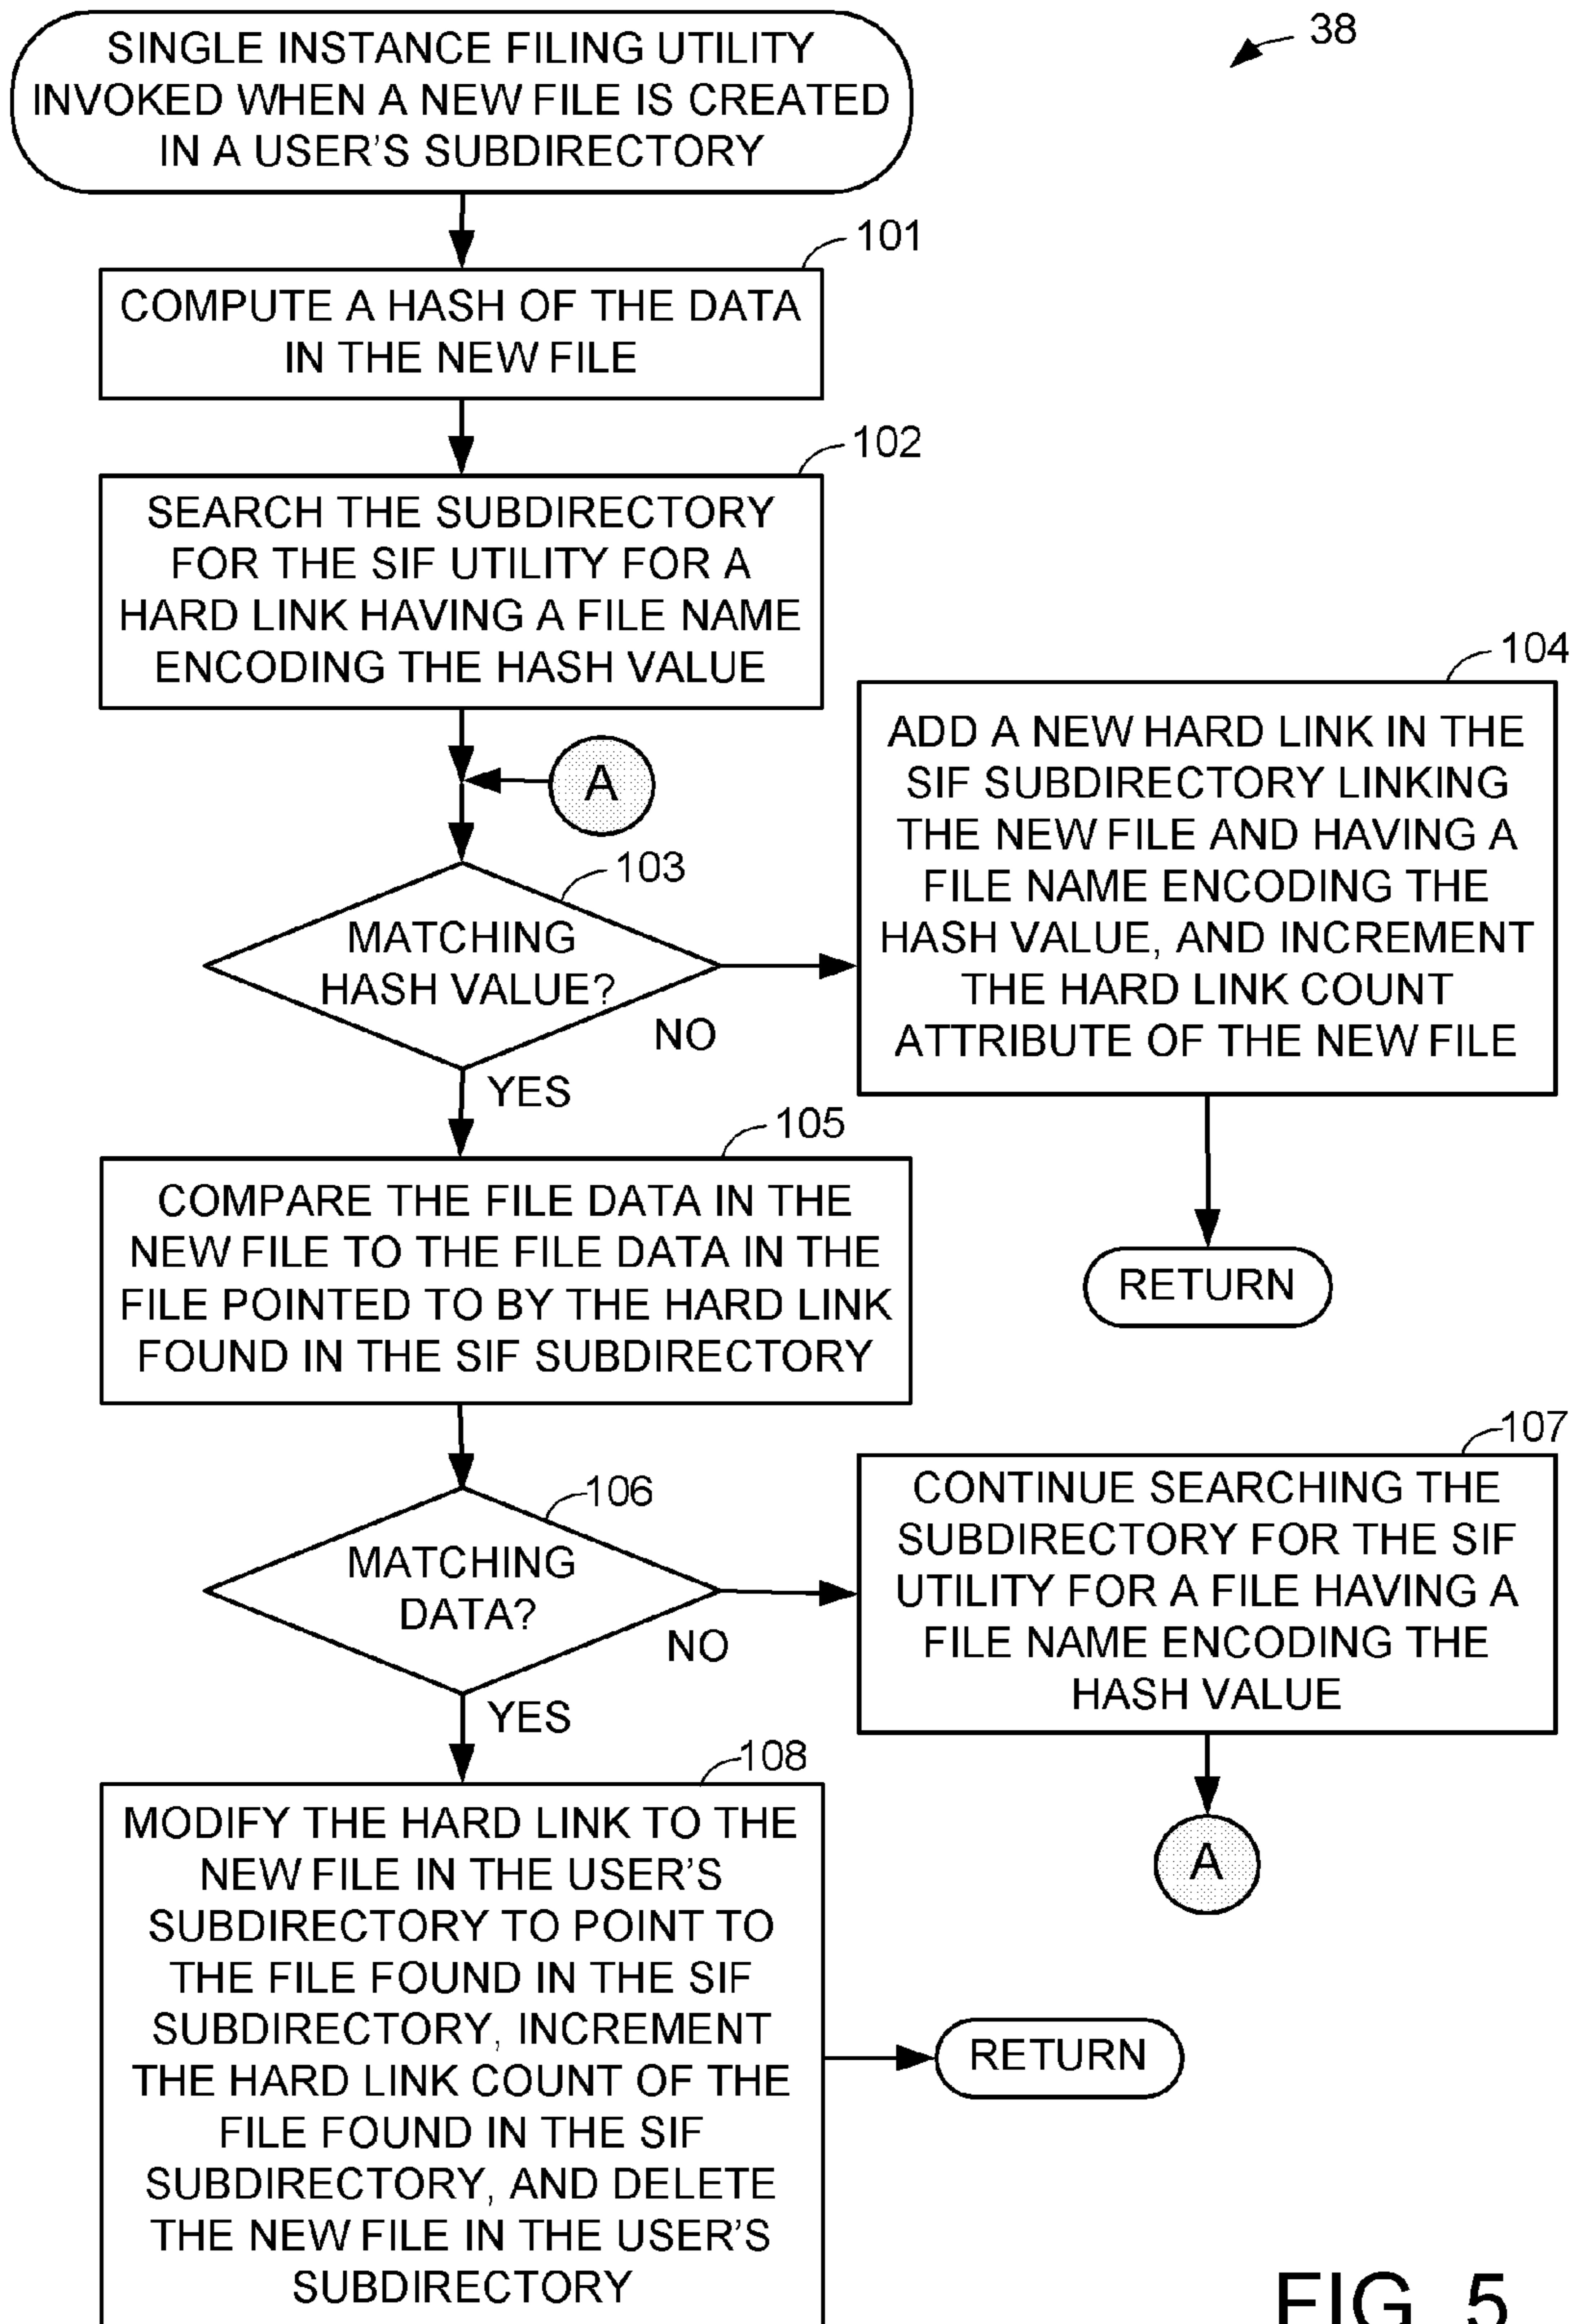 38
SINGLE INSTANCE FILING UTILITY
INVOKED WHEN A NEW FILE IS CREATED
IN A USER'S SUBDIRECTORY
101
COMPUTE A HASH OF THE DATA
IN THE NEW FILE
102
SEARCH THE SUBDIRECTORY
FOR THE SIF UTILITY FOR A
HARD LINK HAVING A FILE NAME
ENCODING THE HASH VALUE
A
103
MATCHING
HASH VALUE?
NO
YES
104
ADD A NEW HARD LINK IN THE
SIF SUBDIRECTORY LINKING
THE NEW FILE AND HAVING A
FILE NAME ENCODING THE
HASH VALUE, AND INCREMENT
THE HARD LINK COUNT
ATTRIBUTE OF THE NEW FILE
RETURN
105
COMPARE THE FILE DATA IN THE
NEW FILE TO THE FILE DATA IN THE
FILE POINTED TO BY THE HARD LINK
FOUND IN THE SIF SUBDIRECTORY
106
MATCHING
DATA?
NO
YES
107
CONTINUE SEARCHING THE
SUBDIRECTORY FOR THE SIF
UTILITY FOR A FILE HAVING A
FILE NAME ENCODING THE
HASH VALUE
A
108
MODIFY THE HARD LINK TO THE
NEW FILE IN THE USER'S
SUBDIRECTORY TO POINT TO
THE FILE FOUND IN THE SIF
SUBDIRECTORY, INCREMENT
THE HARD LINK COUNT OF THE
FILE FOUND IN THE SIF
SUBDIRECTORY, AND DELETE
THE NEW FILE IN THE USER'S
SUBDIRECTORY
RETURN
FIG. 5